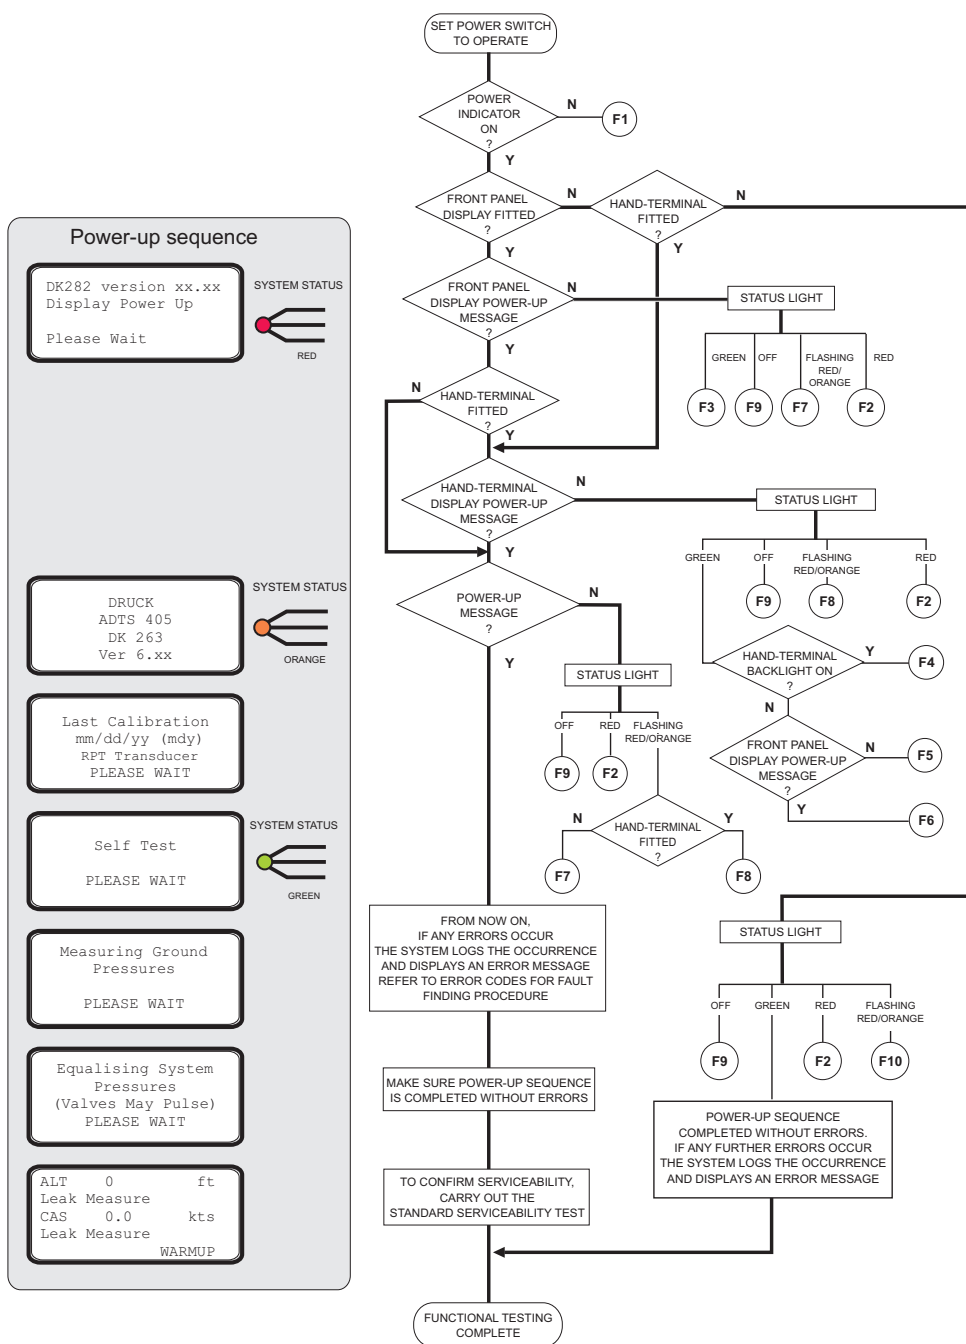 SET POWER SWITCH
TO OPERATE
POWER
INDICATOR
ON
?
N
F1
Y
FRONT PANEL
DISPLAY FITTED
?
N
HAND-TERMINAL
FITTED
?
N
Y
Y
FRONT PANEL
DISPLAY POWER-UP
MESSAGE
?
N
STATUS LIGHT
GREEN
OFF
FLASHING
RED/
ORANGE
RED
F3
F9
F7
F2
Y
N
HAND-TERMINAL
FITTED
?
Y
HAND-TERMINAL
DISPLAY POWER-UP
MESSAGE
?
N
STATUS LIGHT
GREEN
OFF
FLASHING
RED/ORANGE
RED
F9
F8
F2
HAND-TERMINAL
BACKLIGHT ON
?
Y
F4
N
FRONT PANEL
DISPLAY POWER-UP
MESSAGE
?
N
F5
Y
F6
Y
POWER-UP
MESSAGE
?
N
STATUS LIGHT
OFF
RED
FLASHING
RED/ORANGE
F9
F2
HAND-TERMINAL
FITTED
?
N
Y
F7
F8
Y
FROM NOW ON,
IF ANY ERRORS OCCUR
THE SYSTEM LOGS THE OCCURRENCE
AND DISPLAYS AN ERROR MESSAGE
REFER TO ERROR CODES FOR FAULT
FINDING PROCEDURE
MAKE SURE POWER-UP SEQUENCE
IS COMPLETED WITHOUT ERRORS
TO CONFIRM SERVICEABILITY,
CARRY OUT THE
STANDARD SERVICEABILITY TEST
STATUS LIGHT
OFF
GREEN
RED
FLASHING
RED/ORANGE
F9
F2
F10
POWER-UP SEQUENCE
COMPLETED WITHOUT ERRORS.
IF ANY FURTHER ERRORS OCCUR
THE SYSTEM LOGS THE OCCURRENCE
AND DISPLAYS AN ERROR MESSAGE
FUNCTIONAL TESTING
COMPLETE
Power-up sequence
DK282 version xx.xx
Display Power Up
Please Wait
SYSTEM STATUS
RED
DRUCK
ADTS 405
DK 263
Ver 6.xx
SYSTEM STATUS
ORANGE
Last Calibration
mm/dd/yy (mdy)
RPT Transducer
PLEASE WAIT
Self Test
PLEASE WAIT
SYSTEM STATUS
GREEN
Measuring Ground
Pressures
PLEASE WAIT
Equalising System
Pressures
(Valves May Pulse)
PLEASE WAIT
ALT 0 ft
Leak Measure
CAS 0.0 kts
Leak Measure
WARMUP